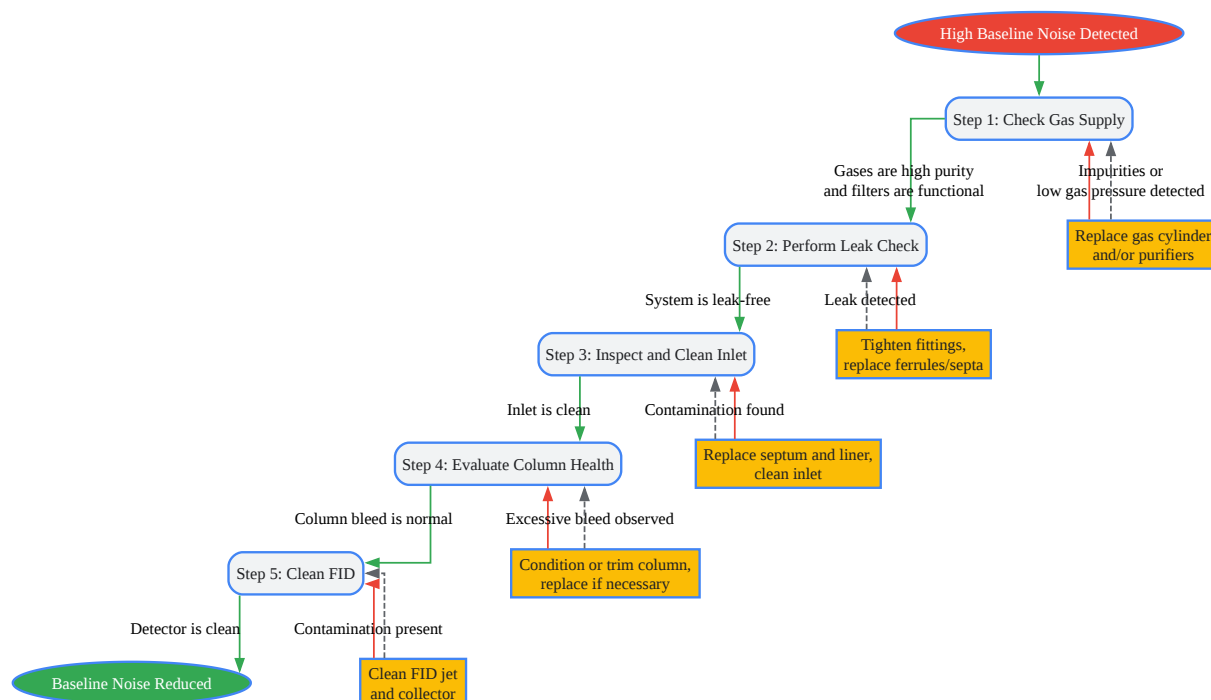 High Baseline Noise Detected
Step 1: Check Gas Supply
Gases are high purity
and filters are functional
Impurities or
low gas pressure detected
Replace gas cylinder
and/or purifiers
Step 2: Perform Leak Check
System is leak-free
Leak detected
Tighten fittings,
replace ferrules/septa
Step 3: Inspect and Clean Inlet
Inlet is clean
Contamination found
Replace septum and liner,
clean inlet
Step 4: Evaluate Column Health
Column bleed is normal
Excessive bleed observed
Condition or trim column,
replace if necessary
Step 5: Clean FID
Detector is clean
Contamination present
Clean FID jet
and collector
Baseline Noise Reduced